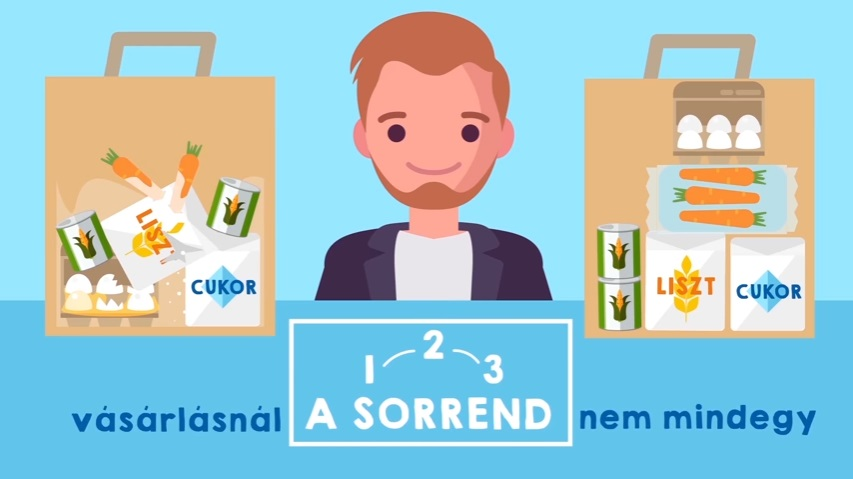 LISZT
CUKOR
LISZT
CUKOR
1 2 3
vásárlásnál A SORREND nem mindegy